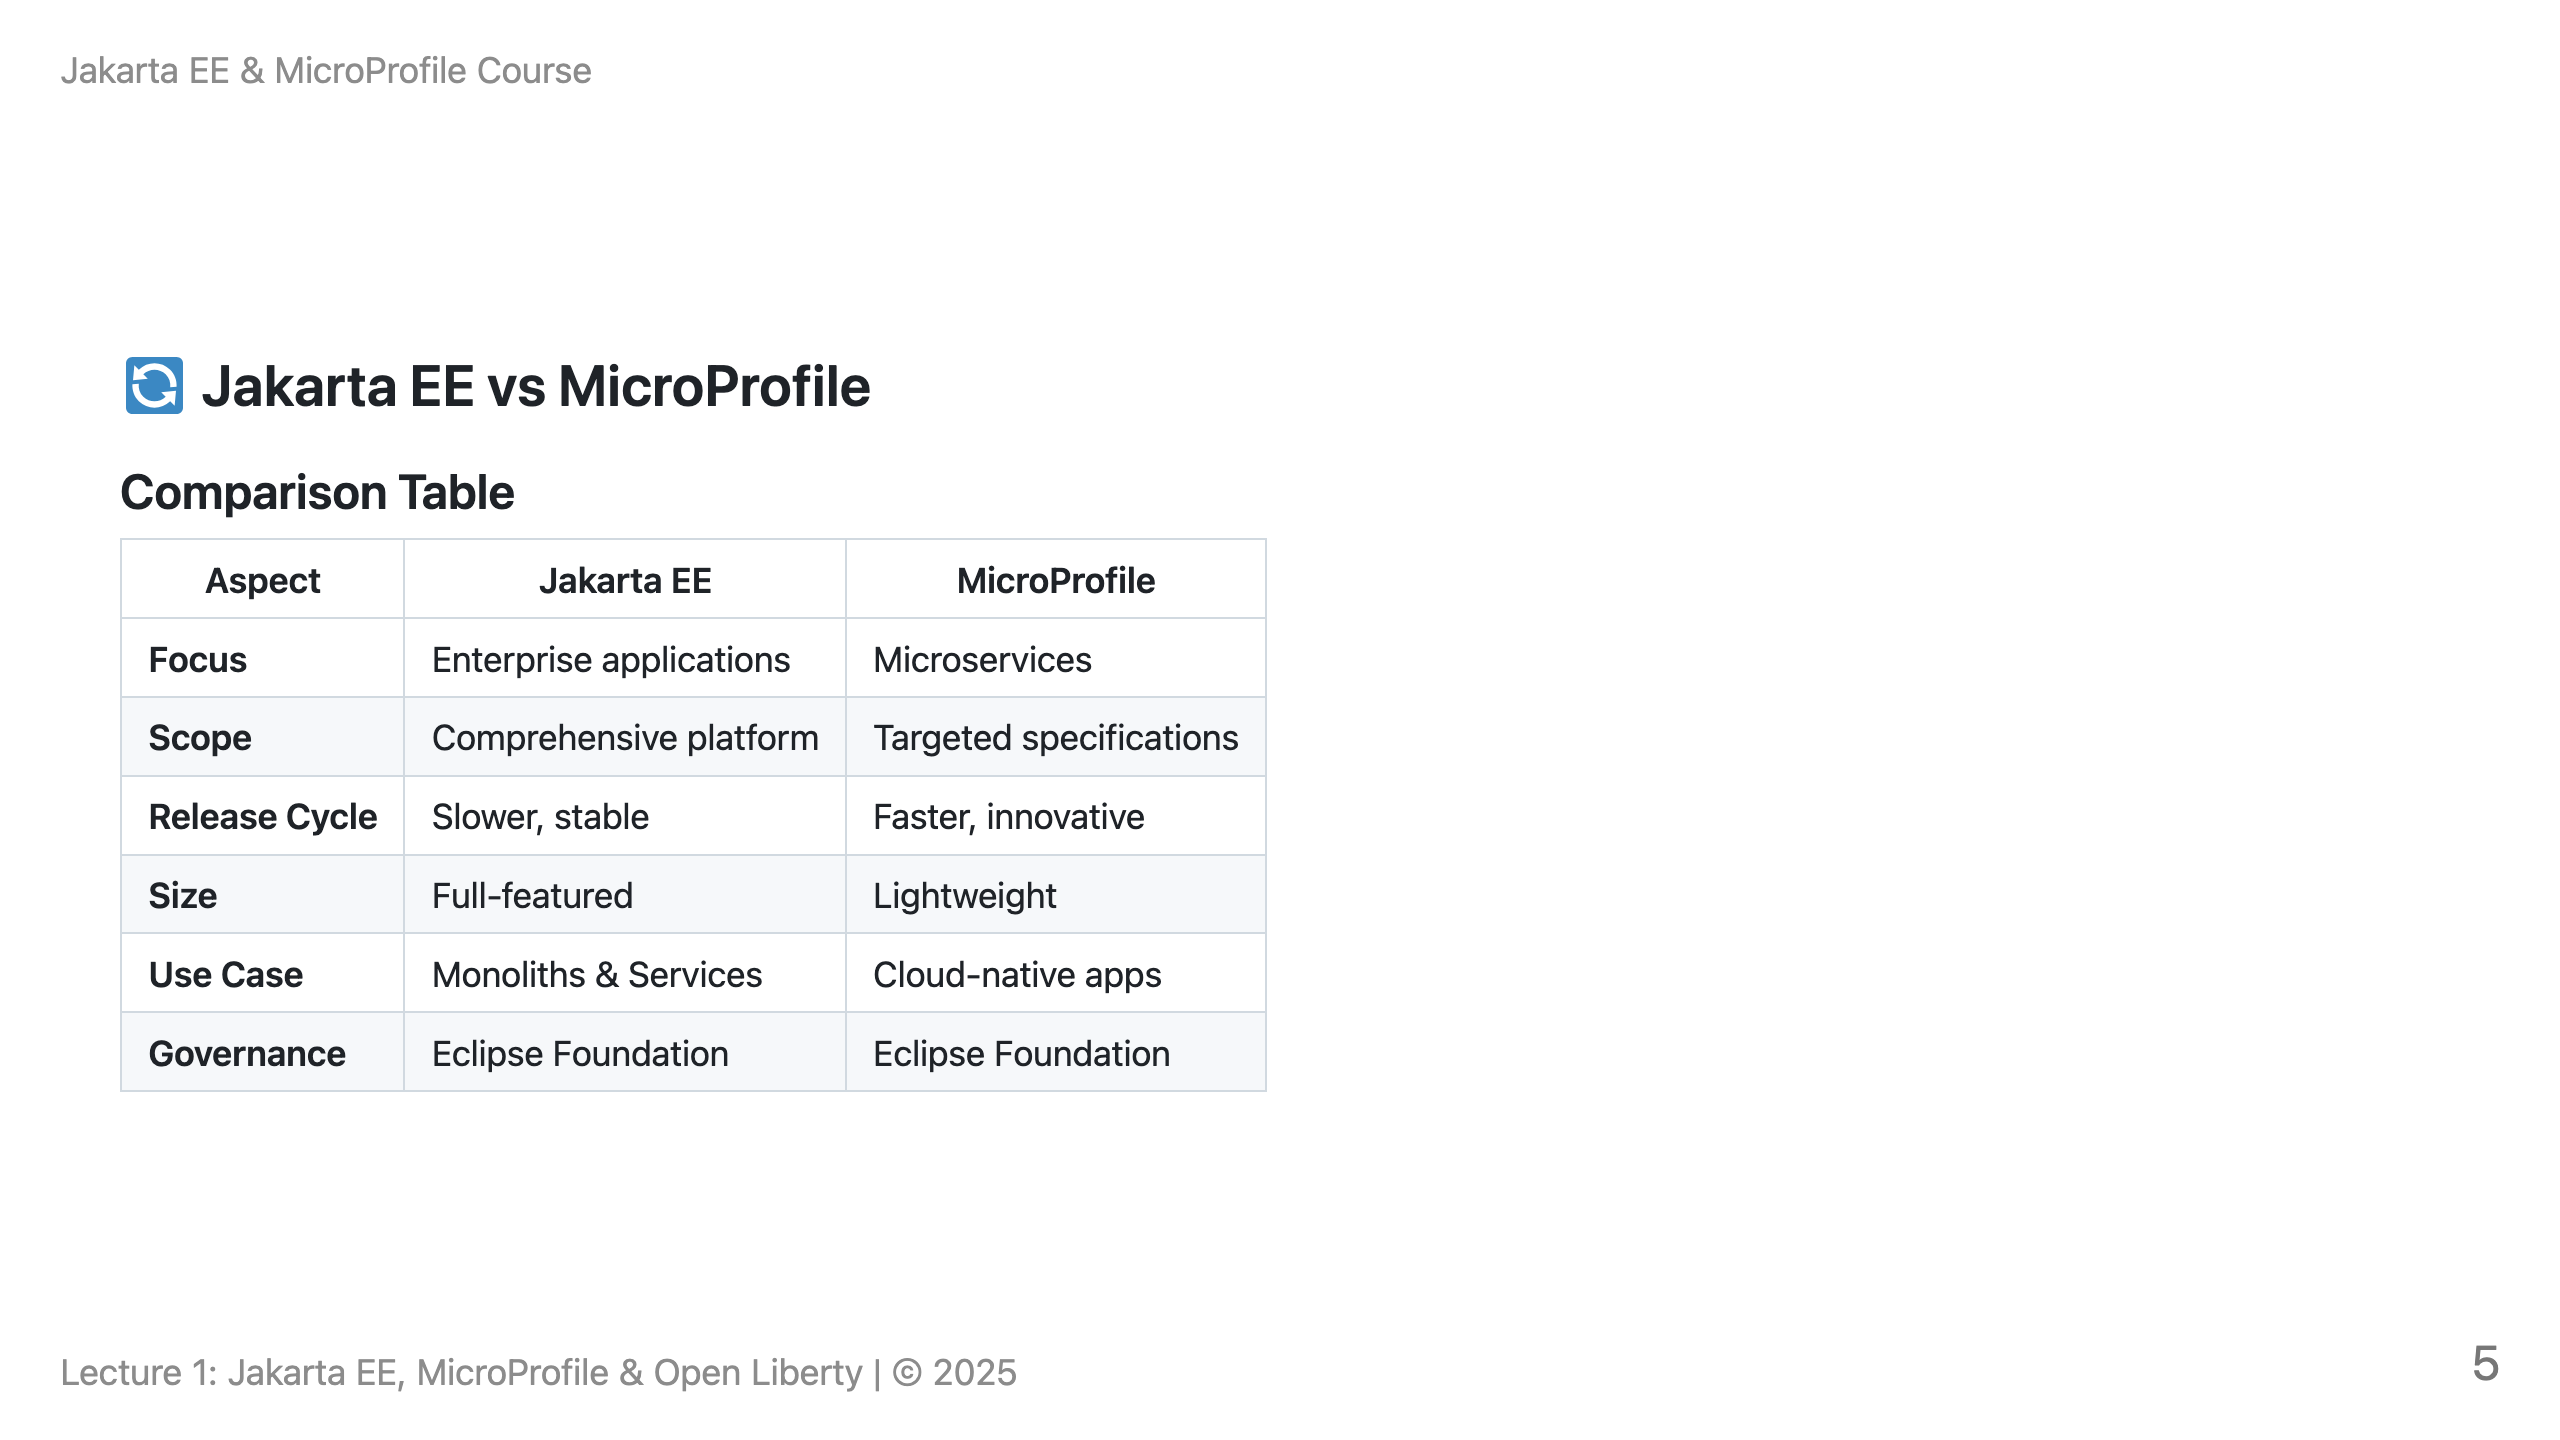 Jakarta EE & MicroProfile Course
Jakarta EE vs MicroProfile
Comparison Table
Aspect Jakarta EE MicroProfile
Focus Enterprise applications Microservices
Scope Comprehensive platform Targeted specifications
Release Cycle Slower, stable Faster, innovative
Size Full-featured Lightweight
Use Case Monoliths & Services Cloud-native apps
Governance Eclipse Foundation Eclipse Foundation
Lecture 1: Jakarta EE, MicroProfile & Open Liberty | © 2025
5